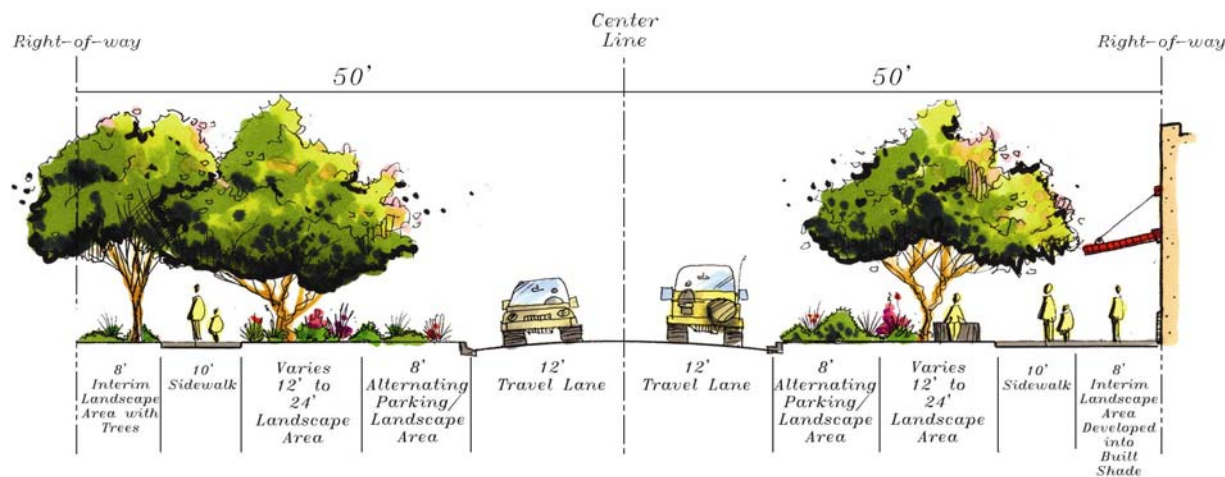 Center
Line
Right-of-way
Right-of-way
50'
50'
8'
Interim
Landscape
Area with
Trees
10'
Sidewalk
Varies
12' to
24'
Landscape
Area
8'
Alternating
Parking/
Landscape
Area
12'
Travel Lane
12'
Travel Lane
8'
Alternating
Parking/
Landscape
Area
Varies
12' to
24'
Landscape
Area
10'
Sidewalk
8'
Interim
Landscape
Area
Developed
into
Built
Shade